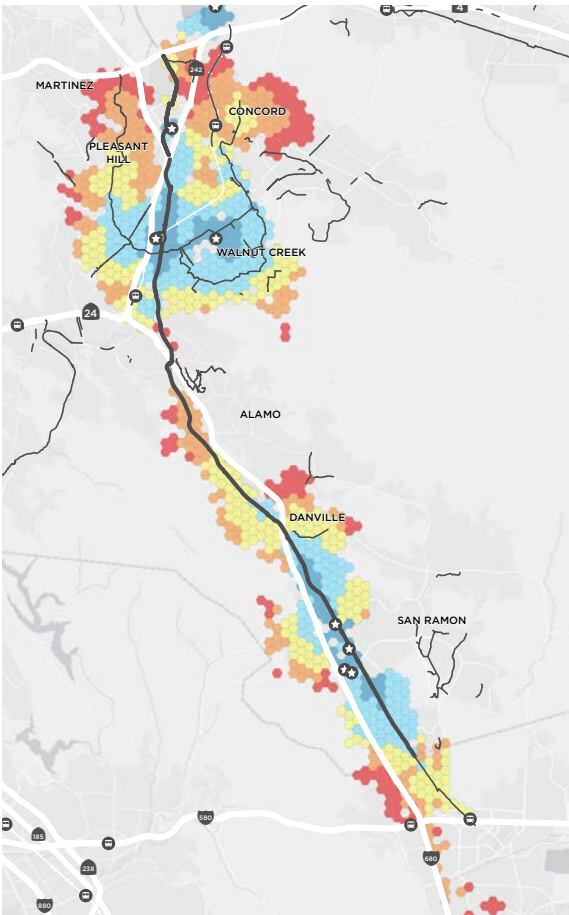 4
242
MARTINEZ
CONCORD
PLEASANT
HILL
WALNUT CREEK
24
ALAMO
DANVILLE
SAN RAMON
580
185
238
680
880